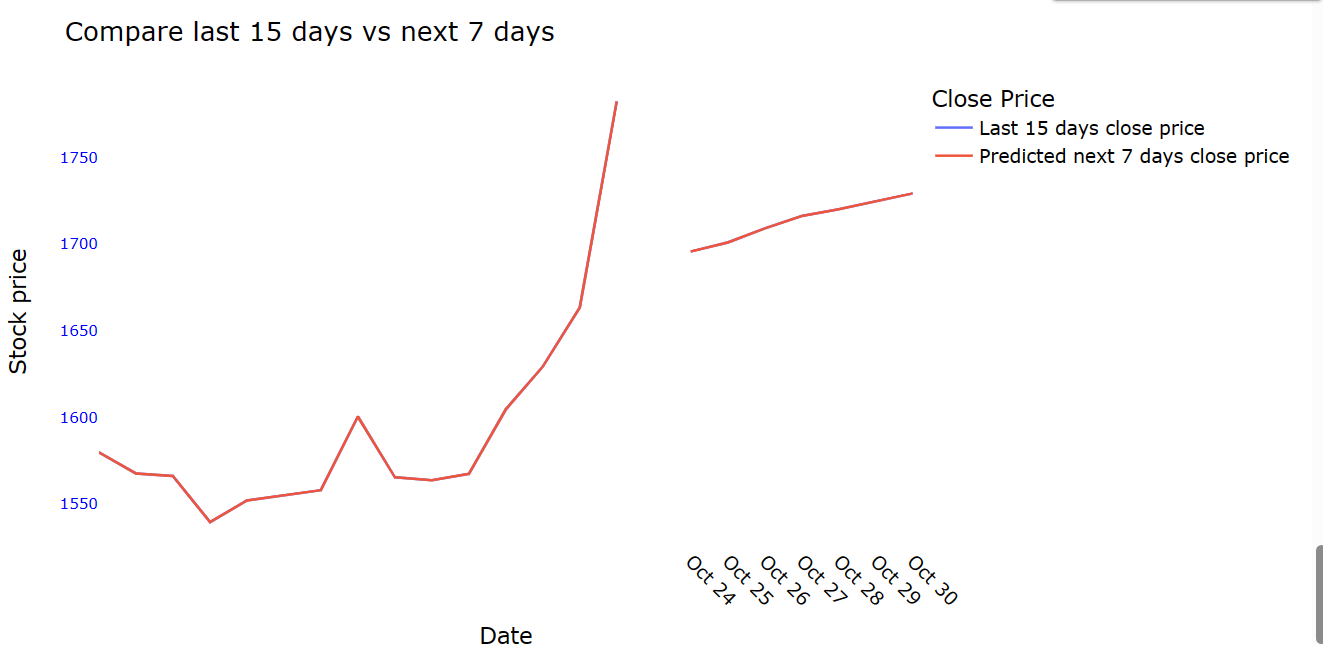 Compare last 15 days vs next 7 days
Close Price
Last 15 days close price
Predicted next 7 days close price
1750
1700
1650
1600
1550
Stock price
Oct 24
Oct 25
Oct 26
Oct 27
Oct 28
Oct 29
Oct 30
Date